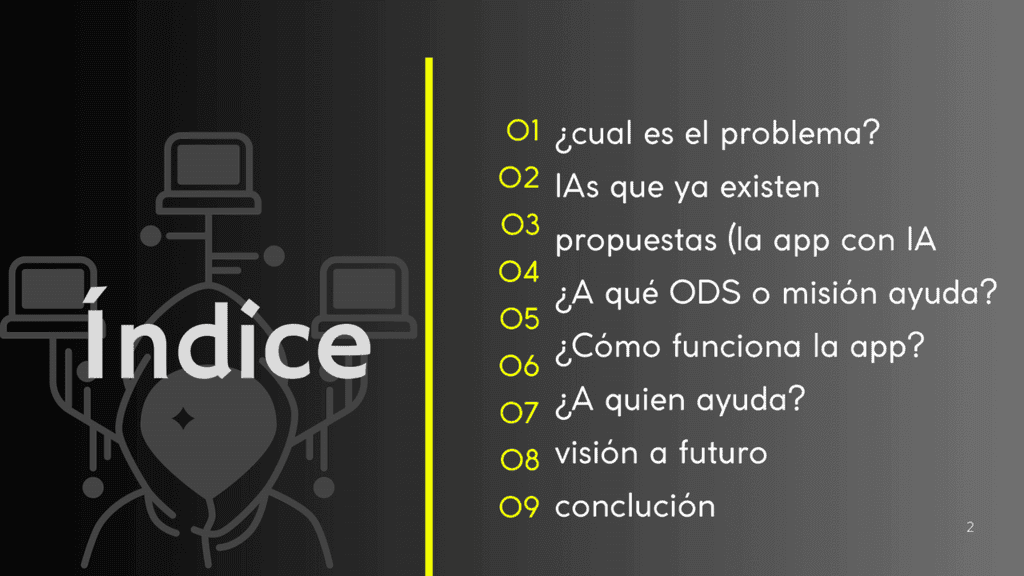 Índice
01
02
03
04
05
06
07
08
09
¿cual es el problema?
IAs que ya existen
propuestas (la app con IA
¿A qué ODS o misión ayuda?
¿Cómo funciona la app?
¿A quien ayuda?
visión a futuro
conclución
2